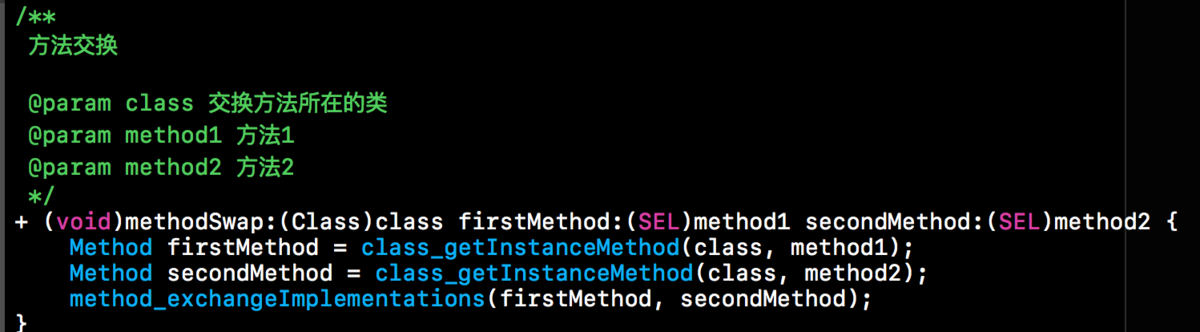 /**
方法交换
@param class 交换方法所在的类
@param method1 方法1
@param method2 方法2
*/
+ (void)methodSwap:(Class)class firstMethod:(SEL)method1 secondMethod:(SEL)method2 {
Method firstMethod = class_getInstanceMethod(class, method1);
Method secondMethod = class_getInstanceMethod(class, method2);
method_exchangeImplementations(firstMethod, secondMethod);
}